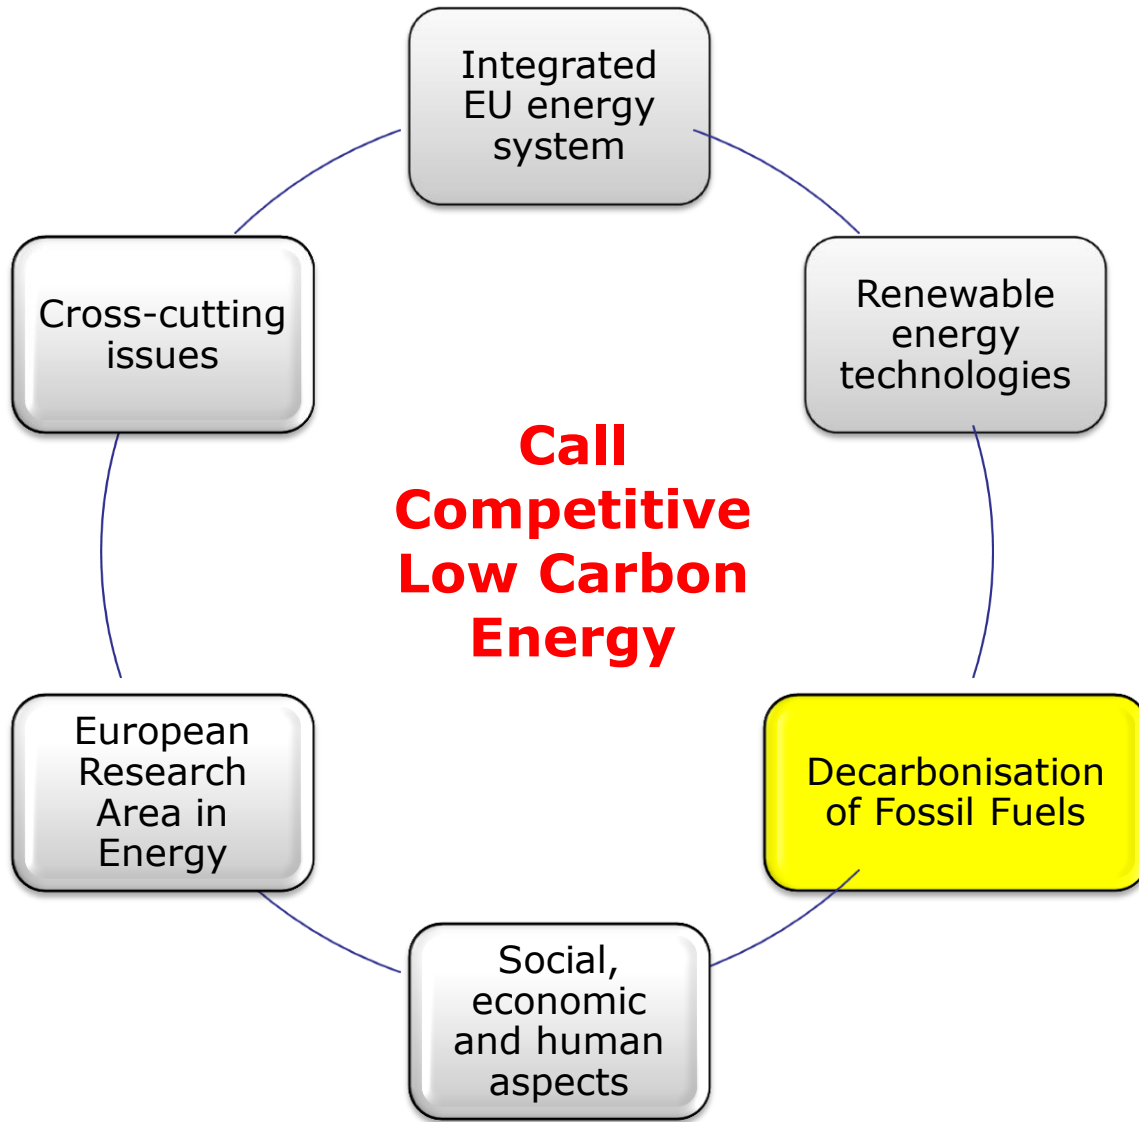 Integrated
EU energy
system
Renewable
energy
technologies
Decarbonisation
of Fossil Fuels
Social,
economic
and human
aspects
European
Research
Area in
Energy
Cross-cutting
issues
Call
Competitive
Low Carbon
Energy